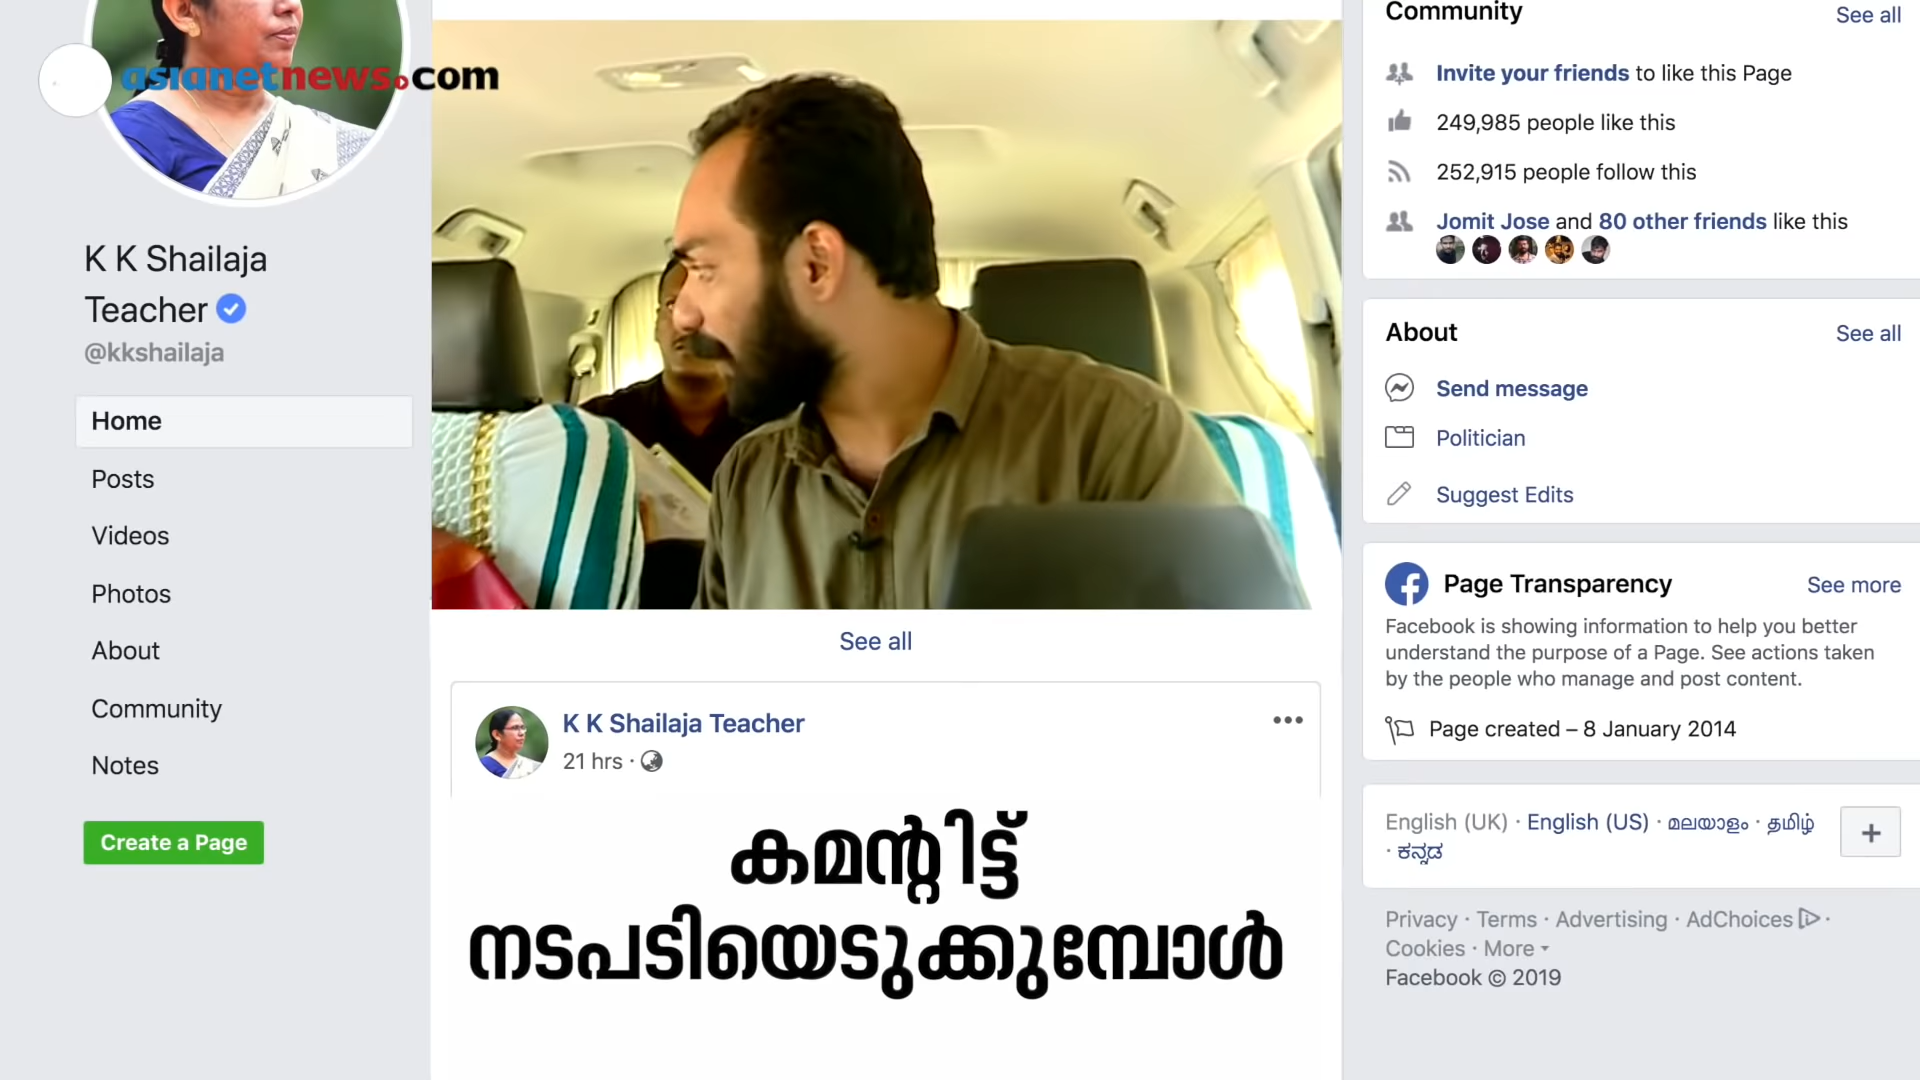 asianetnews.com
K K Shailaja
Teacher
@kkshailaja
Home
Posts
Videos
Photos
About
Community
Notes
Create a Page
See all
K K Shailaja Teacher
21 hrs ·
കമന്റിട്ട്
നടപടിയെടുക്കുമ്പോൾ
Community See all
Invite your friends to like this Page
249,985 people like this
252,915 people follow this
Jomit Jose and 80 other friends like this
About See all
Send message
Politician
Suggest Edits
Page Transparency See more
Facebook is showing information to help you better
understand the purpose of a Page. See actions taken
by the people who manage and post content.
Page created – 8 January 2014
English (UK) · English (US) · മലയാളം · தமிழ்
· ಕನ್ನಡ
Privacy · Terms · Advertising · AdChoices ·
Cookies · More
Facebook © 2019